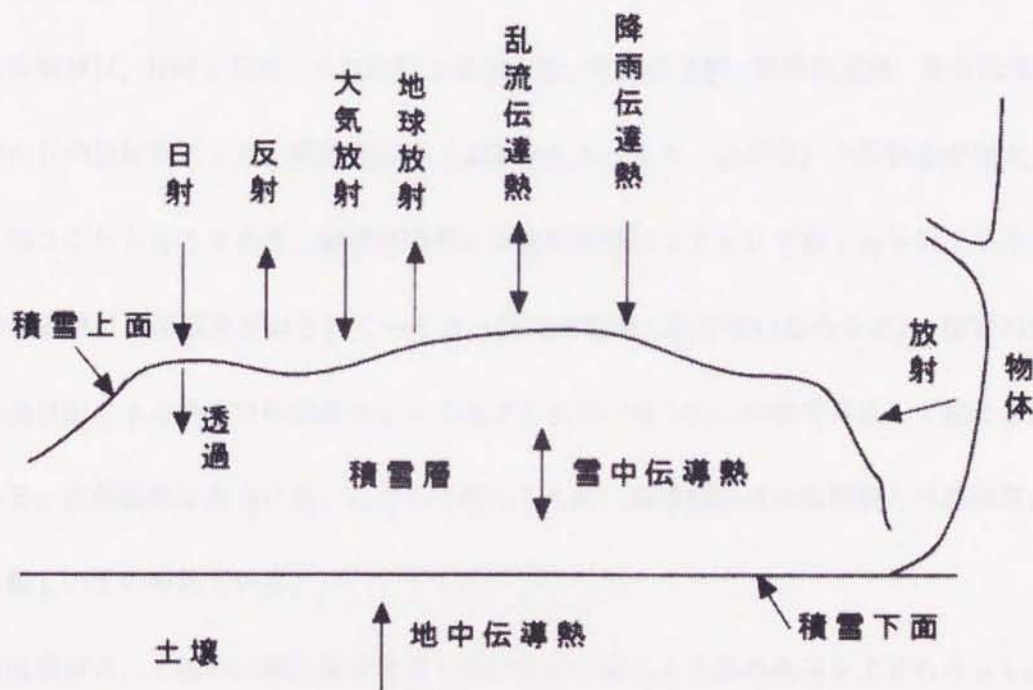 日射
反射
大気放射
地球放射
乱流伝達熱
降雨伝達熱
積雪上面
放射
物体
透過
積雪層
雪中伝導熱
積雪下面
土壌
地中伝導熱